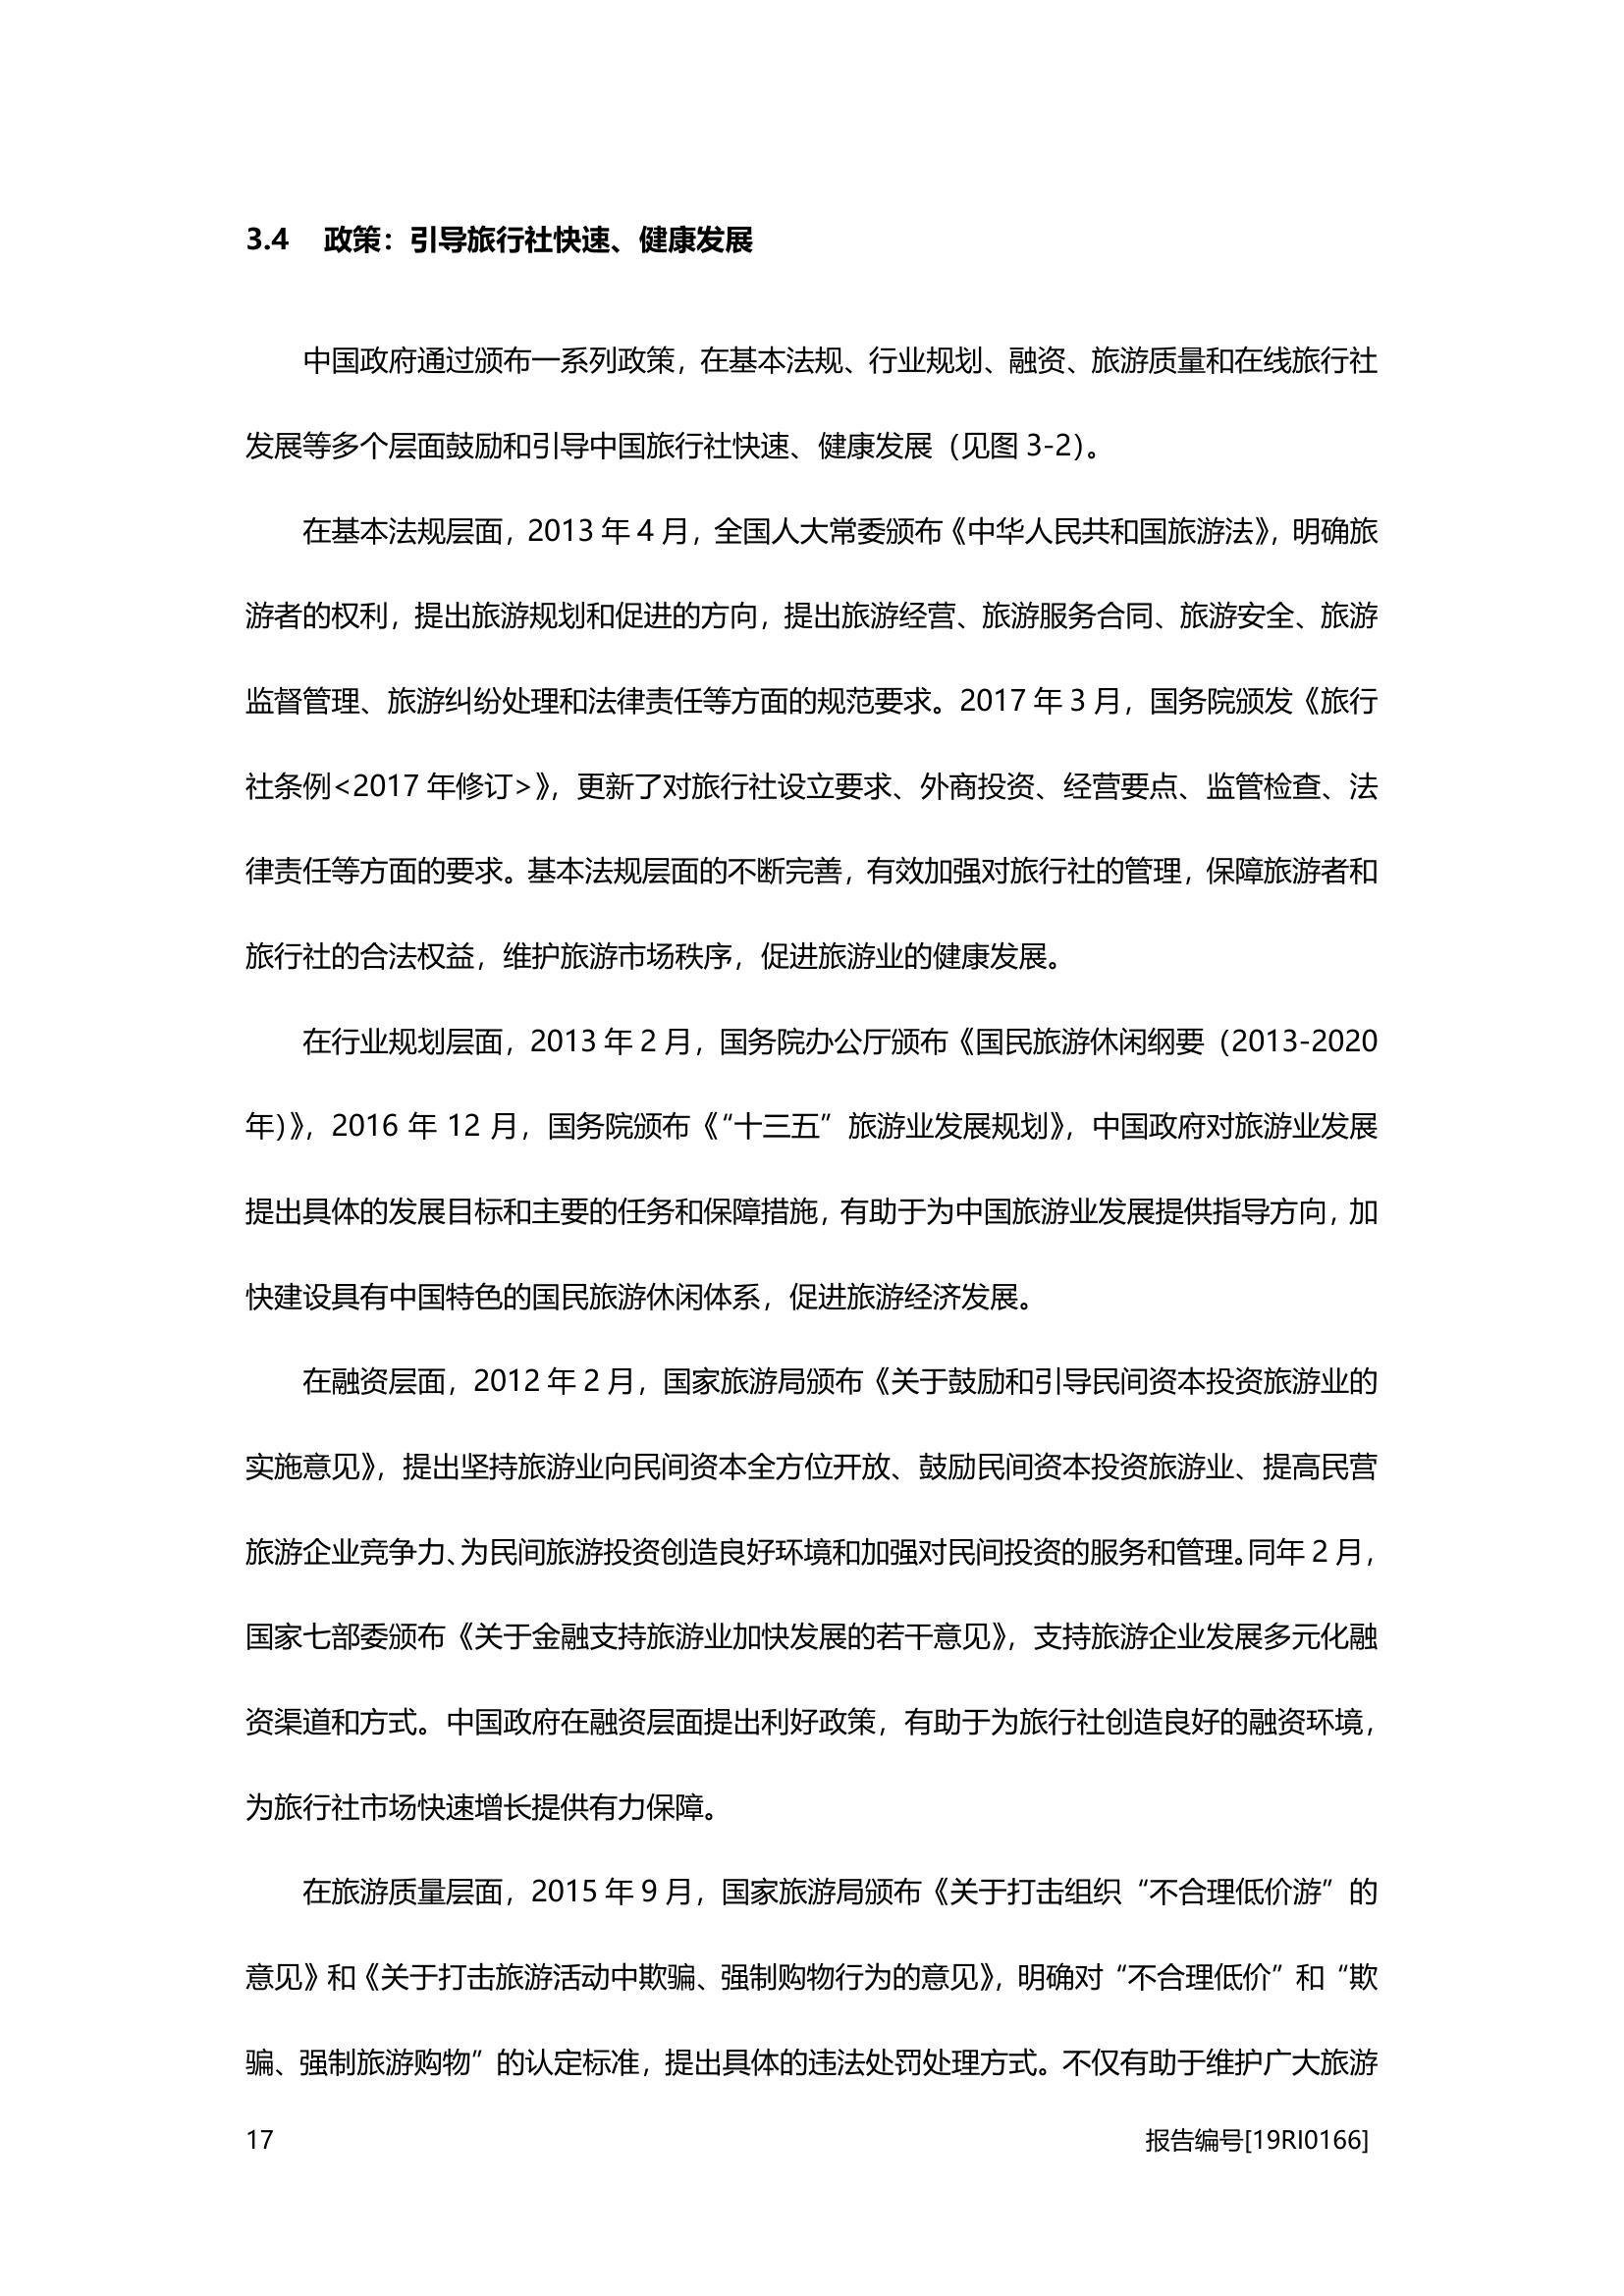 3.4 政策：引导旅行社快速、健康发展
中国政府通过颁布一系列政策，在基本法规、行业规划、融资、旅游质量和在线旅行社
发展等多个层面鼓励和引导中国旅行社快速、健康发展（见图 3-2）。
在基本法规层面，2013 年 4 月，全国人大常委颁布《中华人民共和国旅游法》，明确旅
游者的权利，提出旅游规划和促进的方向，提出旅游经营、旅游服务合同、旅游安全、旅游
监督管理、旅游纠纷处理和法律责任等方面的规范要求。2017 年 3 月，国务院颁发《旅行
社条例<2017 年修订>》，更新了对旅行社设立要求、外商投资、经营要点、监管检查、法
律责任等方面的要求。基本法规层面的不断完善，有效加强对旅行社的管理，保障旅游者和
旅行社的合法权益，维护旅游市场秩序，促进旅游业的健康发展。
在行业规划层面，2013 年 2 月，国务院办公厅颁布《国民旅游休闲纲要（2013-2020
年）》，2016 年 12 月，国务院颁布《“十三五”旅游业发展规划》，中国政府对旅游业发展
提出具体的发展目标和主要的任务和保障措施，有助于为中国旅游业发展提供指导方向，加
快建设具有中国特色的国民旅游休闲体系，促进旅游经济发展。
在融资层面，2012 年 2 月，国家旅游局颁布《关于鼓励和引导民间资本投资旅游业的
实施意见》，提出坚持旅游业向民间资本全方位开放、鼓励民间资本投资旅游业、提高民营
旅游企业竞争力、为民间旅游投资创造良好环境和加强对民间投资的服务和管理。同年 2 月，
国家七部委颁布《关于金融支持旅游业加快发展的若干意见》，支持旅游企业发展多元化融
资渠道和方式。中国政府在融资层面提出利好政策，有助于为旅行社创造良好的融资环境，
为旅行社市场快速增长提供有力保障。
在旅游质量层面，2015 年 9 月，国家旅游局颁布《关于打击组织“不合理低价游”的
意见》和《关于打击旅游活动中欺骗、强制购物行为的意见》，明确对“不合理低价”和“欺
骗、强制旅游购物”的认定标准，提出具体的违法处罚处理方式。不仅有助于维护广大旅游
17 报告编号[19RI0166]